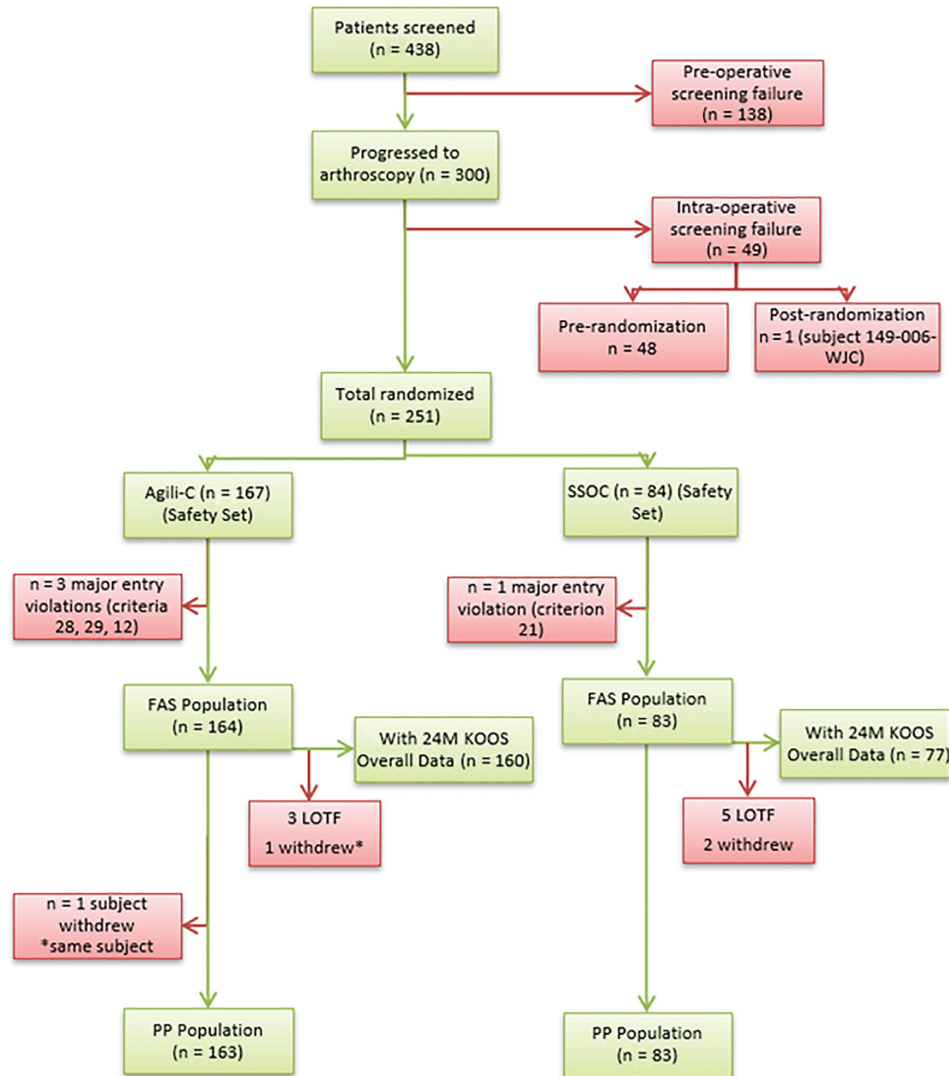 Patients screened
(n = 438)
Pre-operative
screening failure
(n = 138)
Progressed to
arthroscopy (n = 300)
Intra-operative
screening failure
(n = 49)
Pre-randomization
n = 48
Post-randomization
n = 1 (subject 149-006-
WJC)
Total randomized
(n = 251)
Agili-C (n = 167)
(Safety Set)
SSOC (n = 84) (Safety
Set)
n = 3 major entry
violations (criteria
28, 29, 12)
n = 1 major entry
violation (criterion
21)
FAS Population
(n = 164)
FAS Population
(n = 83)
With 24M KOOS
Overall Data (n = 160)
With 24M KOOS
Overall Data (n = 77)
3 LOTF
1 withdrew*
5 LOTF
2 withdrew
n = 1 subject
withdrew
*same subject
PP Population
(n = 163)
PP Population
(n = 83)